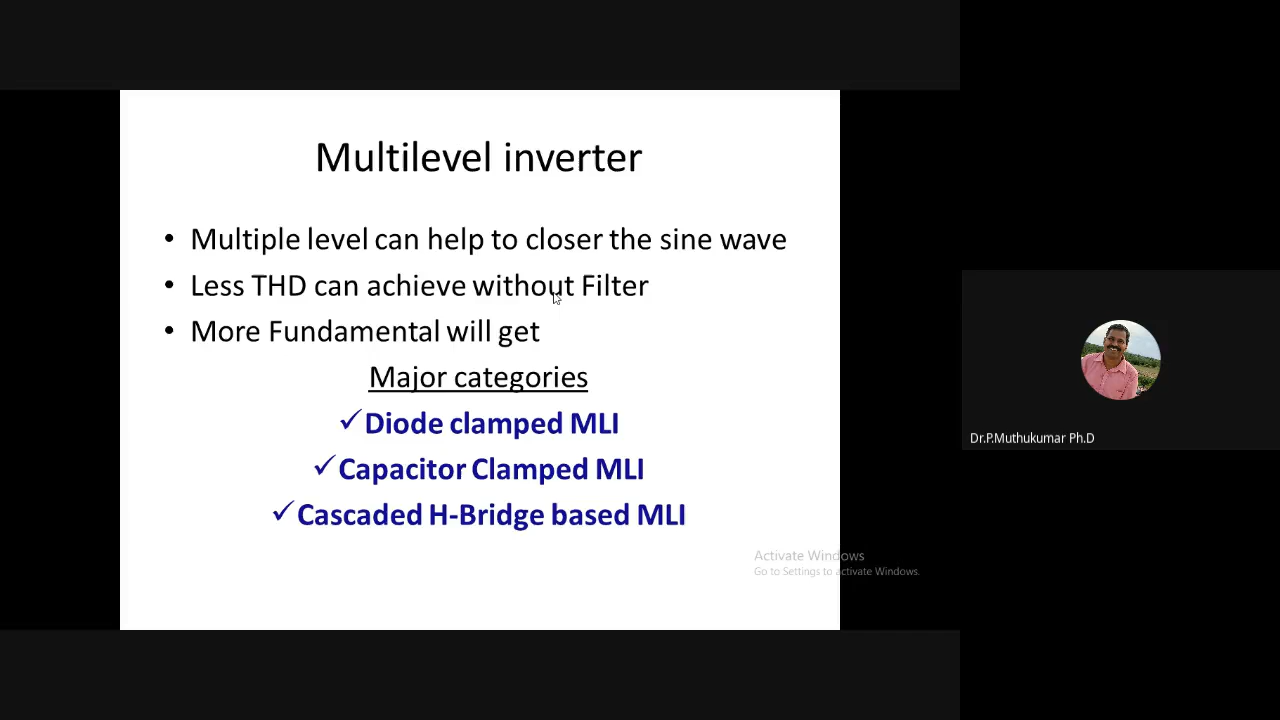 Multilevel inverter
• Multiple level can help to closer the sine wave
• Less THD can achieve without Filter
• More Fundamental will get
Major categories
✓Diode clamped MLI
✓Capacitor Clamped MLI
✓Cascaded H-Bridge based MLI
Activate Windows
Go to Settings to activate Windows.
Dr.P.Muthukumar Ph.D